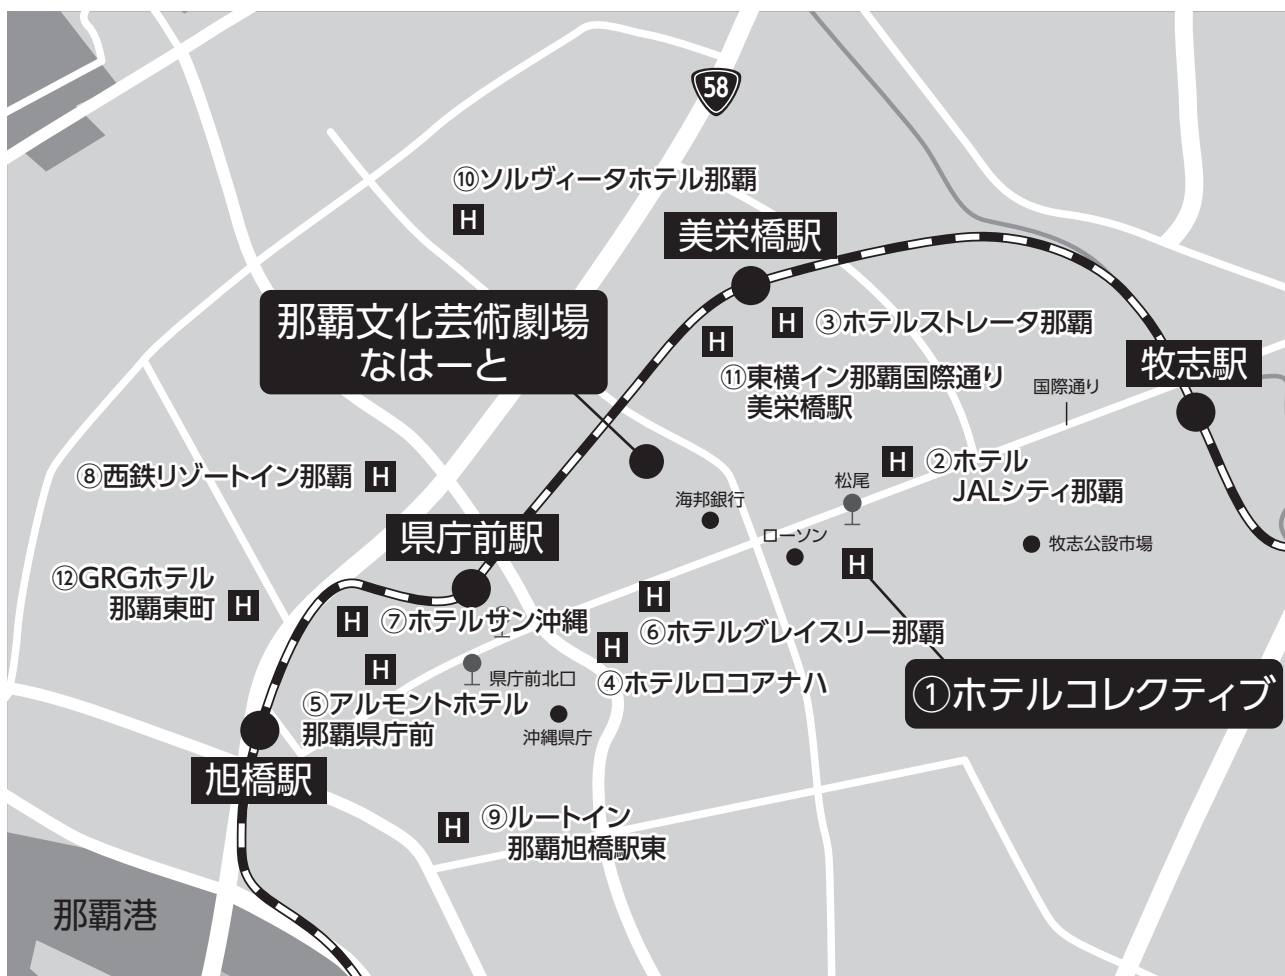 58
⑩ソルヴィータホテル那覇
H
美栄橋駅
那覇文化芸術劇場
なはーと
H
③ホテルストレータ那覇
H
⑪東横イン那覇国際通り
美栄橋駅
牧志駅
国際通り
⑧西鉄リゾートイン那覇
H
H
②ホテル
JALシティ那覇
松尾
海邦銀行
ローソン
牧志公設市場
県庁前駅
H
⑫GRGホテル
那覇東町
H
H
⑦ホテルサン沖縄
H
⑥ホテルグレイスリー那覇
H
④ホテルロコアナハ
H
⑤アルモントホテル
那覇県庁前
県庁前北口
沖縄県庁
①ホテルコレクティブ
旭橋駅
H
⑨ルートイン
那覇旭橋駅東
那覇港